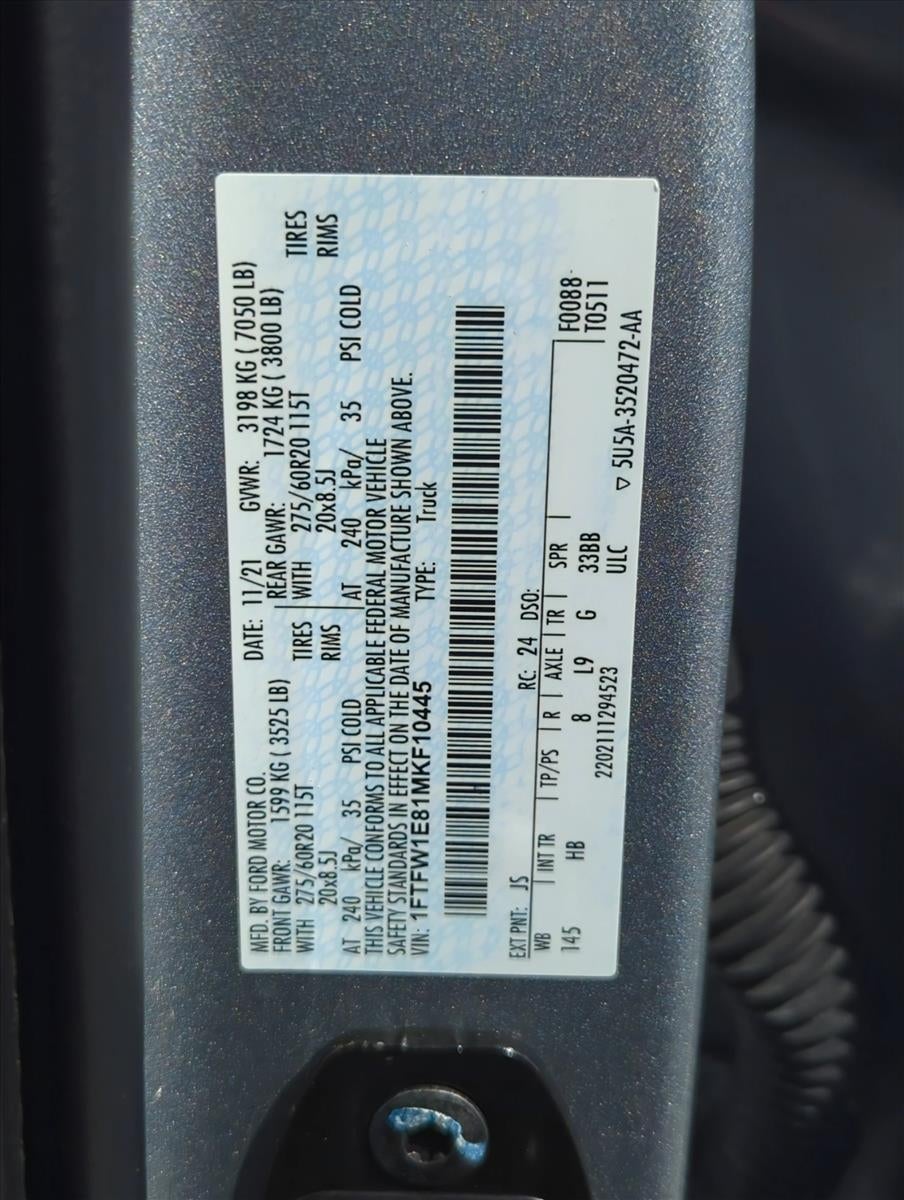 MFD. BY FORD MOTOR CO.
DATE: 11/21 GVWR: 3198 KG ( 7050 LB)
FRONT GAWR: 1599 KG ( 3525 LB) REAR GAWR: 1724 KG ( 3800 LB)
WITH 275/60R20 115T TIRES WITH 275/60R20 115T TIRES
20x8.5J RIMS 20x8.5J RIMS
AT 240 kPa/ 35 PSI COLD AT 240 kPa/ 35 PSI COLD
THIS VEHICLE CONFORMS TO ALL APPLICABLE FEDERAL MOTOR VEHICLE
SAFETY STANDARDS IN EFFECT ON THE DATE OF MANUFACTURE SHOWN ABOVE.
VIN: 1FTFW1E81MKF10445 TYPE: Truck
EXT PNT: JS RC: 24 DSO:
WB INT TR TP/PS R AXLE TR SPR F0088
145 HB 8 L9 G 33BB T0511
22021111294523 ULC
▽ 5U5A-3520472-AA